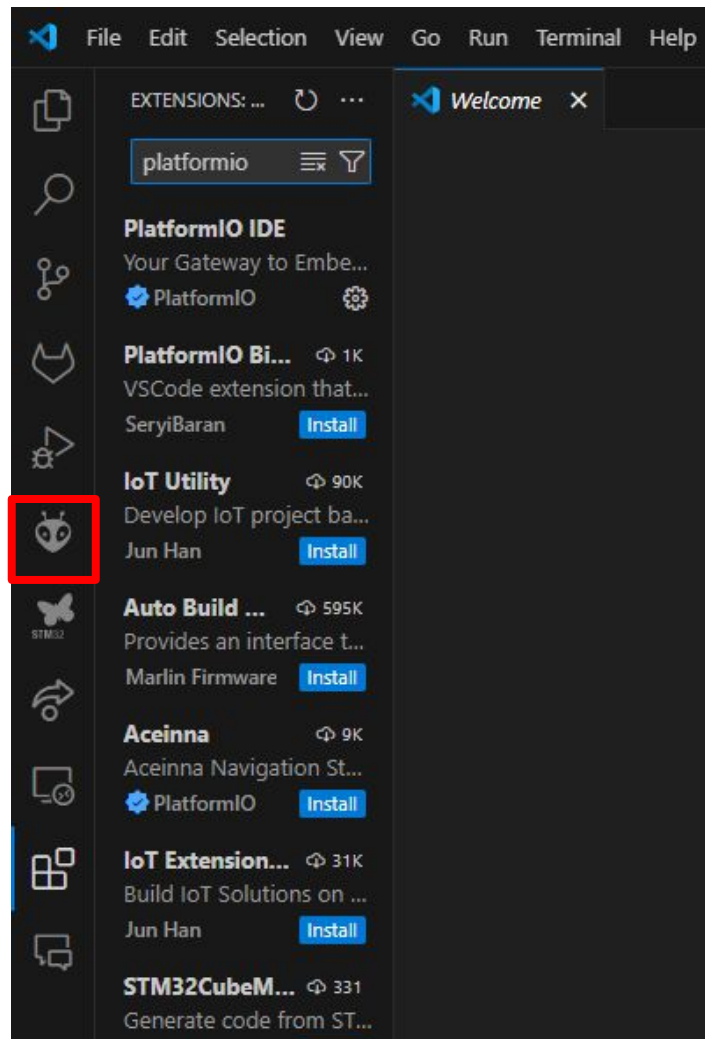 File Edit Selection View Go Run Terminal Help
EXTENSIONS: ...
Welcome
platformio
PlatformIO IDE
Your Gateway to Embe...
PlatformIO
PlatformIO Bi... 1K
VSCode extension that...
SeryiBaran Install
IoT Utility 90K
Develop IoT project ba...
Jun Han Install
Auto Build ... 595K
Provides an interface t...
Marlin Firmware Install
STM32
Aceinna 9K
Aceinna Navigation St...
PlatformIO Install
IoT Extension... 31K
Build IoT Solutions on ...
Jun Han Install
STM32CubeM... 331
Generate code from ST...